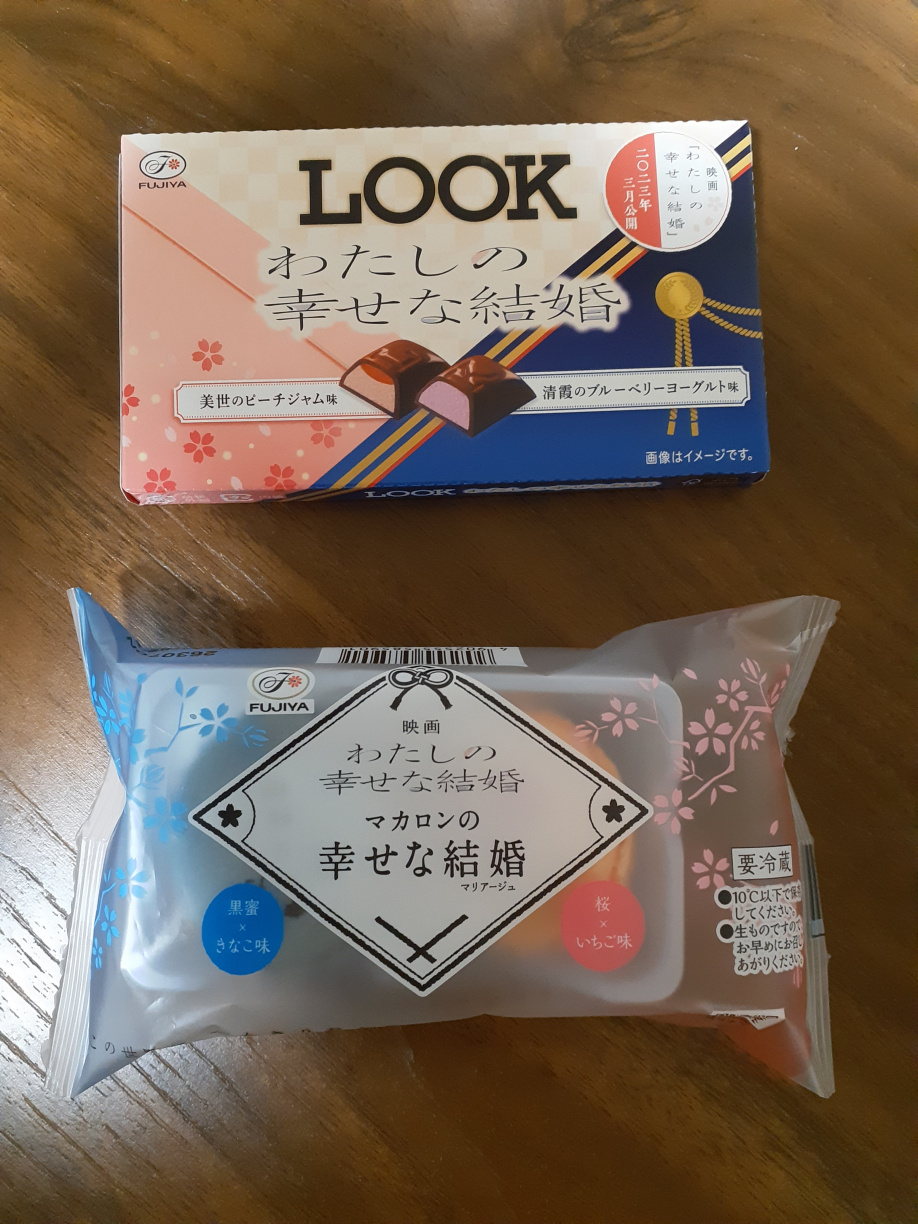 FUJIYA
LOOK
わたしの
幸せな結婚
映画
『わたしの
幸せな結婚』
二〇二三年
三月公開
美世のピーチジャム味
清霞のブルーベリーヨーグルト味
画像はイメージです。
LOOK
FUJIYA
映画
わたしの
幸せな結婚
マカロンの
幸せな結婚
マリアージュ
黒蜜
×
きなこ味
桜
×
いちご味
要冷蔵
●10℃以下で保存
してください。
●生ものですので、
お早めにお召し
あがりください。